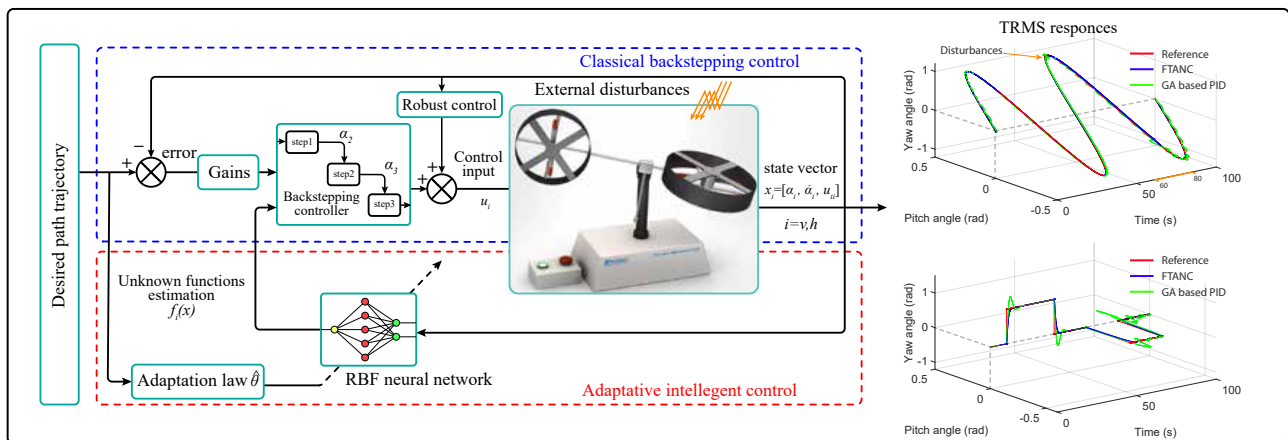 Desired path trajectory
Classical backstepping control
Robust control
External disturbances
−
+
error
Gains
step1
α2
step2
α3
step3
Backstepping
controller
+
+
Control
input
ui
state vector
xi=[αi, α̇i, uii]
i=v,h
Unknown functions
estimation
fi(x)
Adaptation law θ̂
RBF neural network
Adaptative intellegent control
TRMS responces
Disturbances
Reference
FTANC
GA based PID
Yaw angle (rad)
1
0
-1
0.5
0
-0.5
Pitch angle (rad)
0
50
60
80
100
Time (s)
Reference
FTANC
GA based PID
Yaw angle (rad)
1
0
-1
0.5
0
-0.5
Pitch angle (rad)
0
50
100
Time (s)